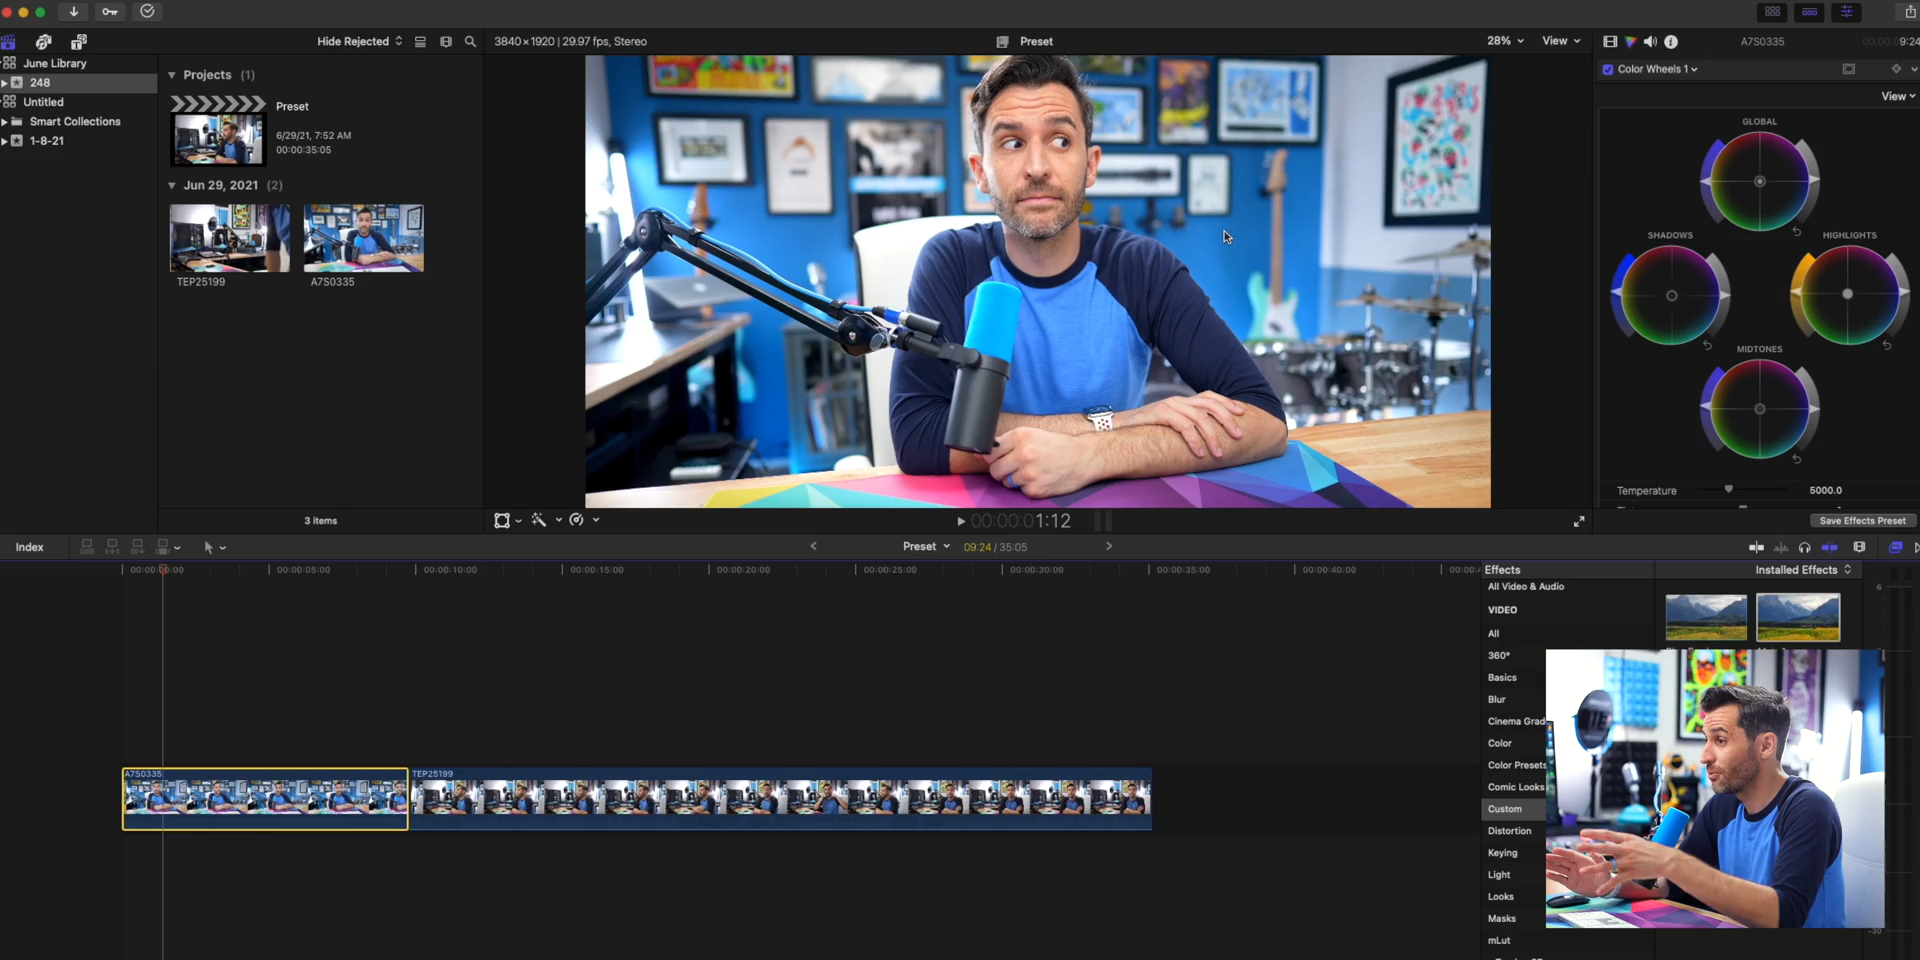 Hide Rejected
3840×1920 | 29.97 fps, Stereo
Preset
28%
View
A7S0335
9:24
June Library
248
Untitled
Smart Collections
1-8-21
Projects (1)
Preset
6/29/21, 7:52 AM
00:00:35:05
Jun 29, 2021 (2)
TEP25199
A7S0335
3 items
Color Wheels 1
View
GLOBAL
SHADOWS
HIGHLIGHTS
MIDTONES
Temperature
5000.0
Save Effects Preset
00:00:01:12
Index
Preset
09:24 / 35:05
00:00:00:00
00:00:05:00
00:00:10:00
00:00:15:00
00:00:20:00
00:00:25:00
00:00:30:00
00:00:35:00
00:00:40:00
A7S0335
TEP25199
Effects
Installed Effects
All Video & Audio
VIDEO
All
360°
Basics
Blur
Cinema Grad
Color
Color Presets
Comic Looks
Custom
Distortion
Keying
Light
Looks
Masks
mLut
6
-30